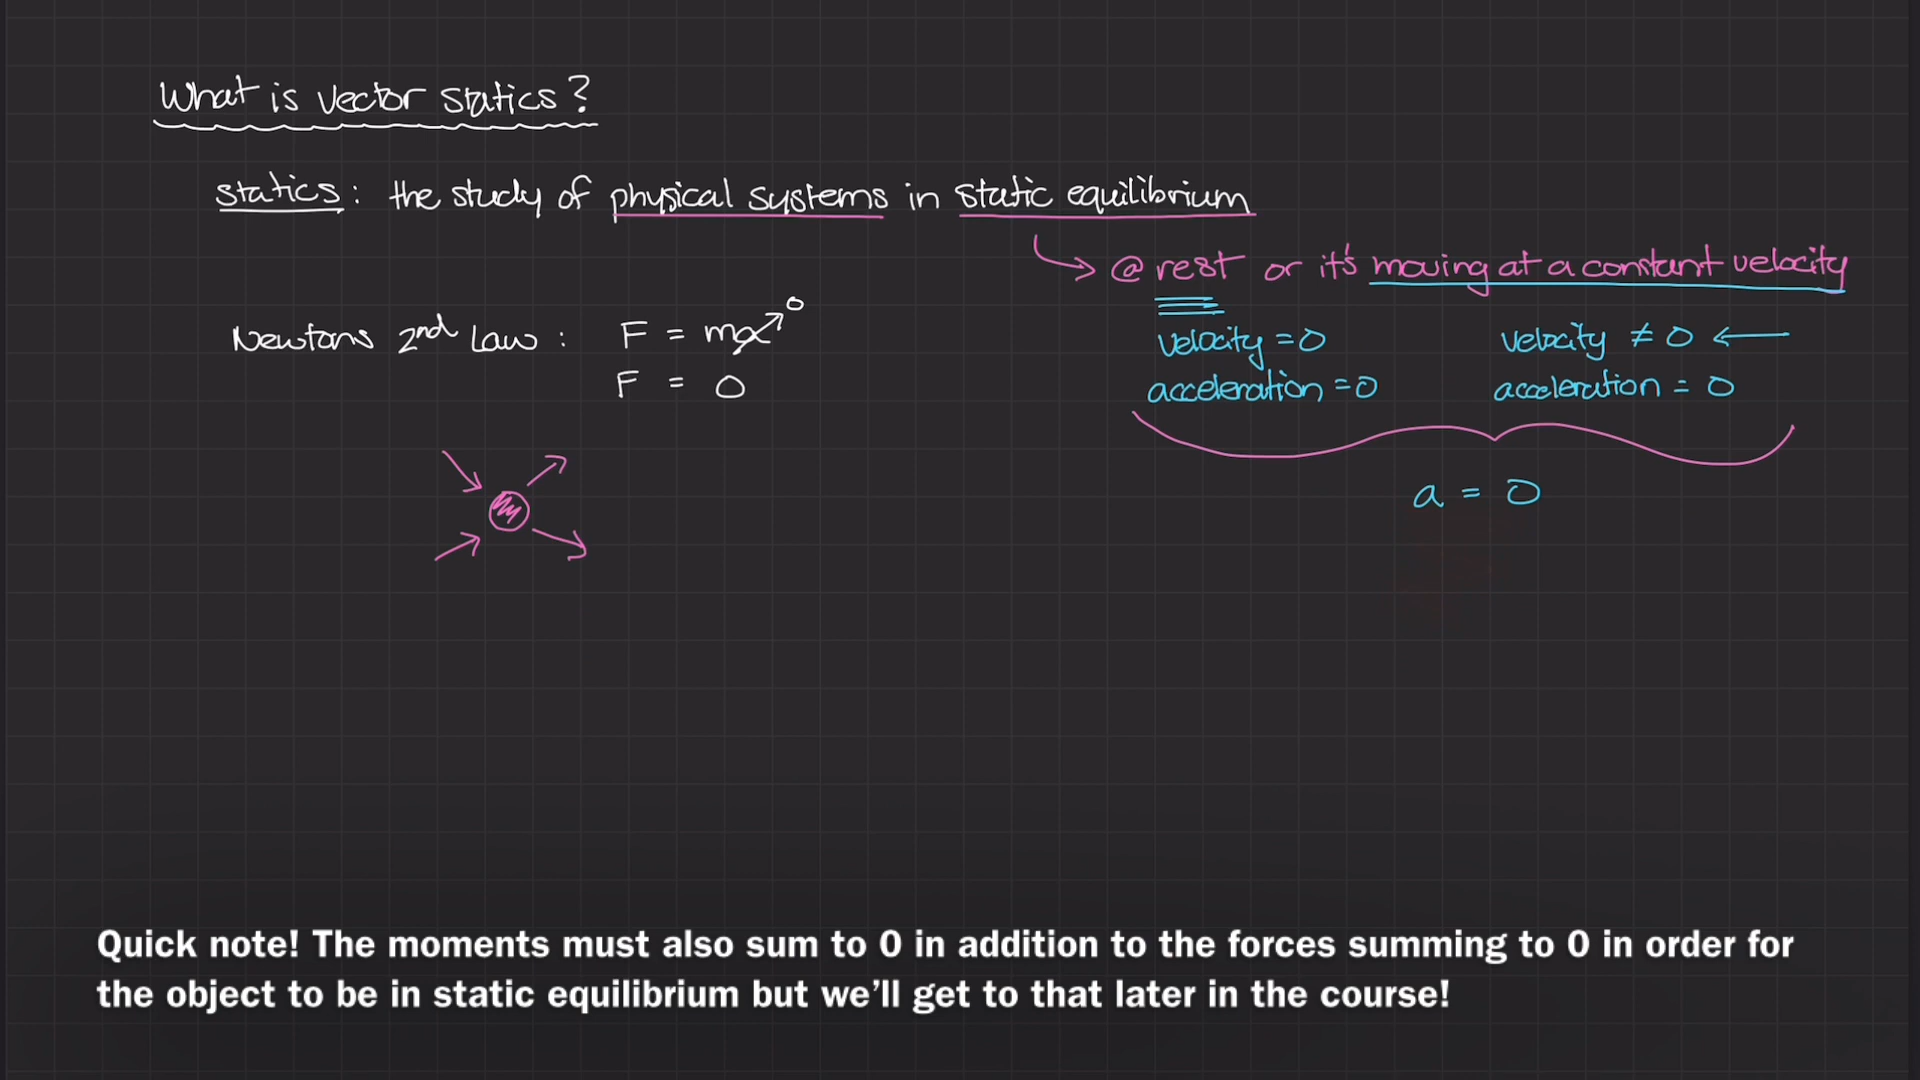 What is vector statics?
statics: the study of physical systems in static equilibrium
@ rest or it's moving at a constant velocity
Newtons 2nd Law: F = ma 0
F = 0
velocity = 0
acceleration = 0
velocity ≠ 0
acceleration = 0
a = 0
Quick note! The moments must also sum to 0 in addition to the forces summing to 0 in order for
the object to be in static equilibrium but we'll get to that later in the course!